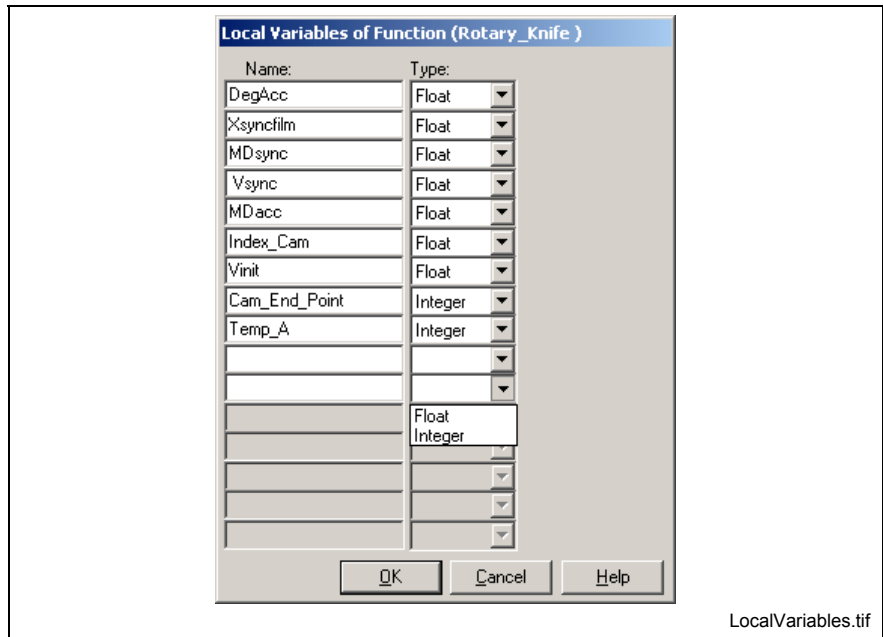 Local Variables of Function (Rotary_Knife )
Name: Type:
DegAcc Float
Xsyncfilm Float
MDsync Float
Vsync Float
MDacc Float
Index_Cam Float
Vinit Float
Cam_End_Point Integer
Temp_A Integer
Float
Integer
OK Cancel Help
LocalVariables.tif